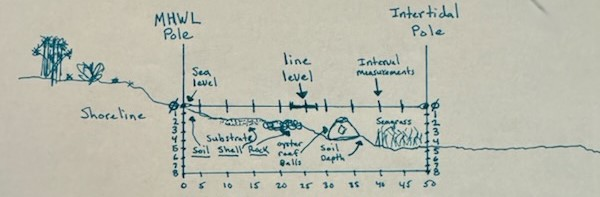 MHWL
Pole
Intertidal
Pole
Sea
level
line
level
Interval
measurements
Shoreline
Ø
1
2
3
4
5
6
7
8
Substrate
Soil Shell Rock
oyster
reef
Balls
Soil
Depth
Seagrass
Ø
1
2
3
4
5
6
7
8
0 5 10 15 20 25 30 35 40 45 50